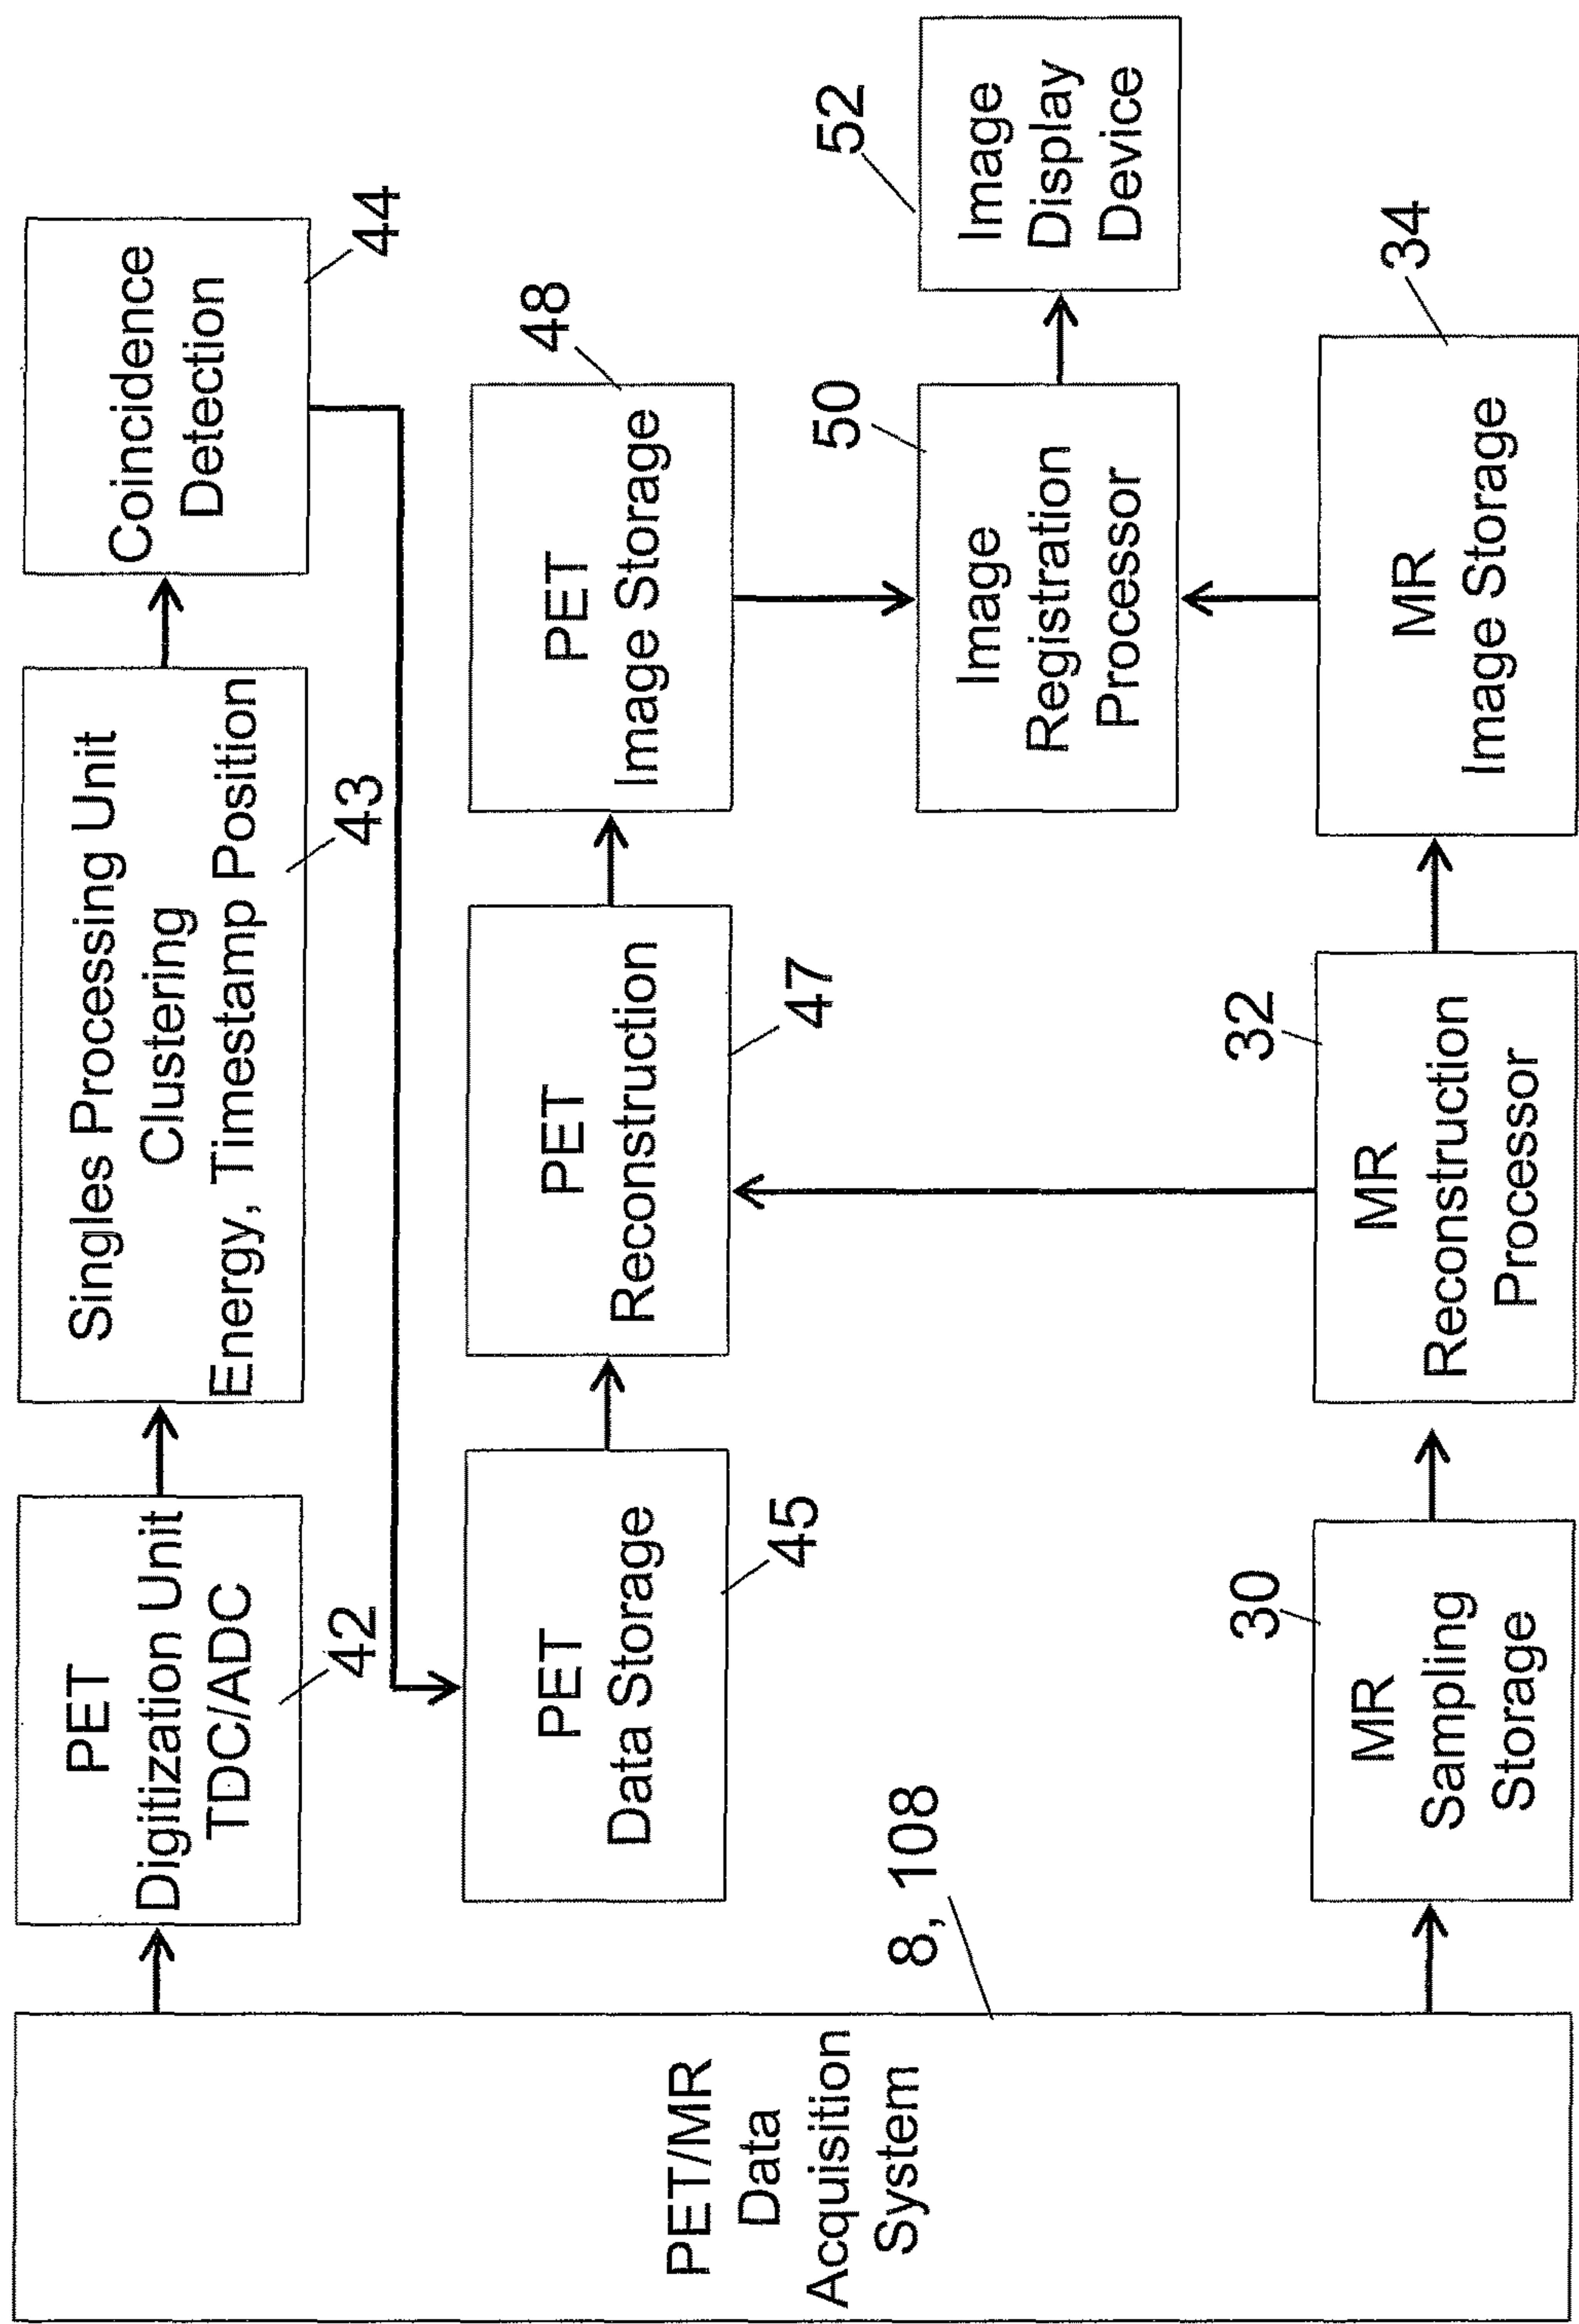 PET/MR
Data
Acquisition
System
8, 108
PET
Digitization Unit
TDC/ADC
42
Singles Processing Unit
Clustering
Energy, Timestamp Position
43
Coincidence
Detection
44
PET
Data Storage
45
PET
Reconstruction
47
PET
Image Storage
48
Image
Registration
Processor
50
Image
Display
Device
52
MR
Sampling
Storage
30
MR
Reconstruction
Processor
32
MR
Image Storage
34